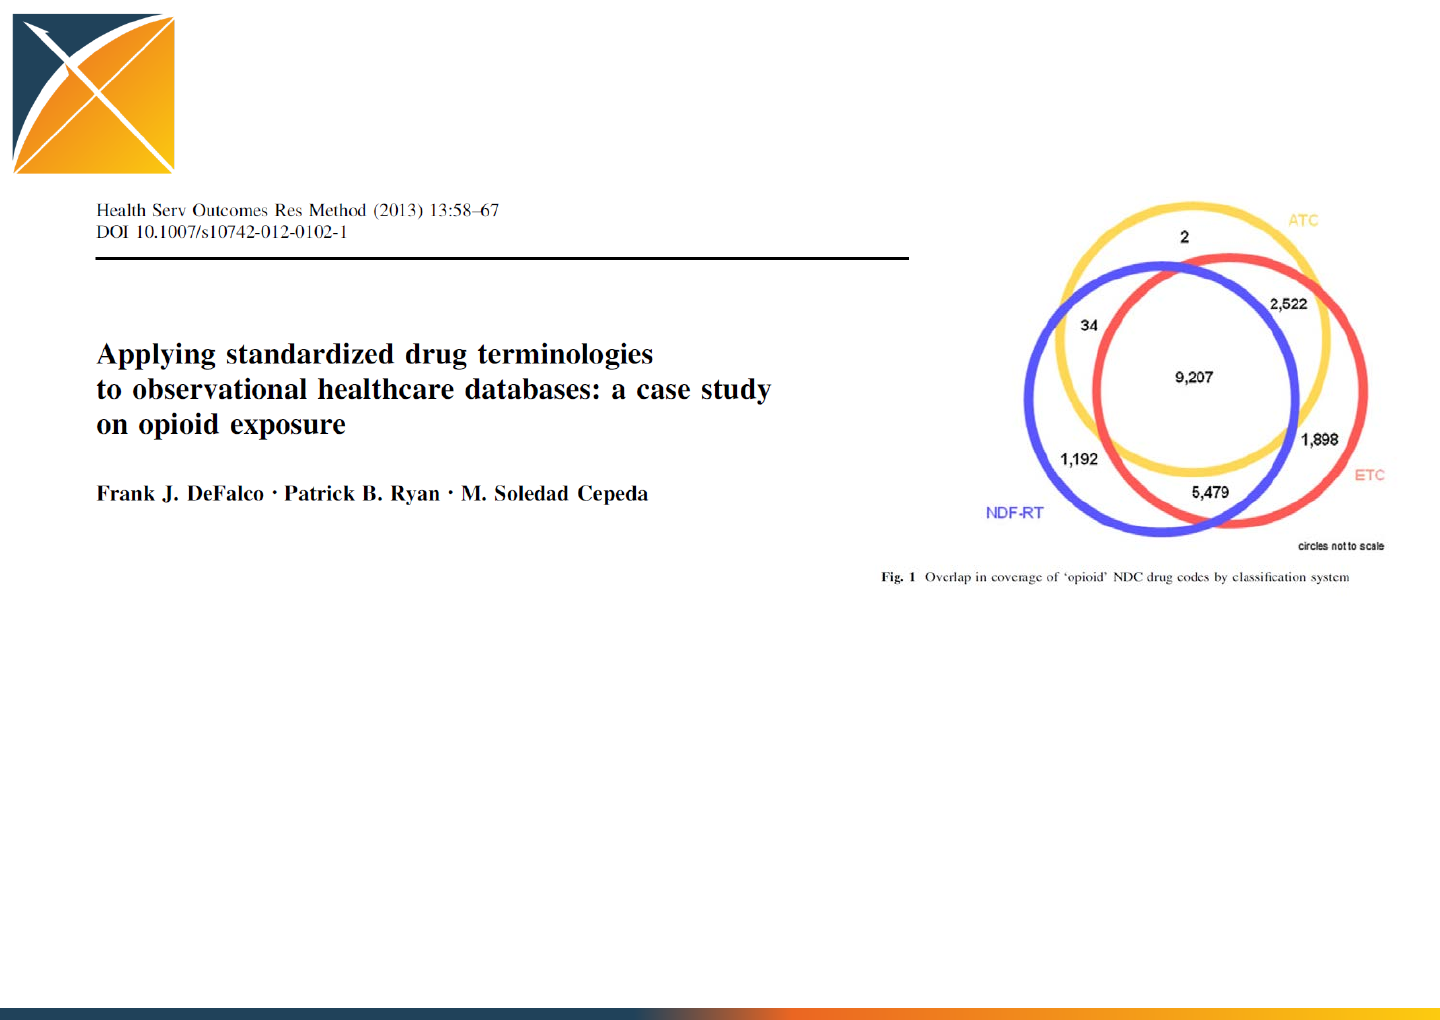 Health Serv Outcomes Res Method (2013) 13:58–67
DOI 10.1007/s10742-012-0102-1
Applying standardized drug terminologies
to observational healthcare databases: a case study
on opioid exposure
Frank J. DeFalco · Patrick B. Ryan · M. Soledad Cepeda
ATC
2
2,522
34
9,207
1,898
1,192
ETC
5,479
NDF-RT
circles not to scale
Fig. 1 Overlap in coverage of ‘opioid’ NDC drug codes by classification system